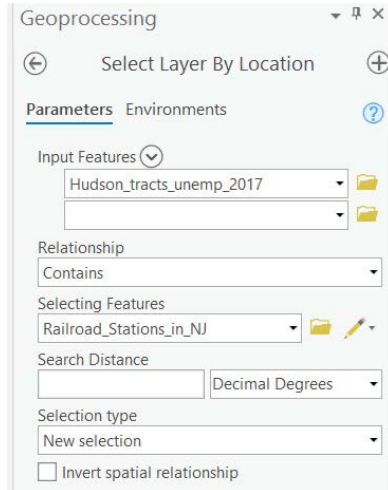 Geoprocessing
Select Layer By Location
Parameters Environments
Input Features
Hudson_tracts_unemp_2017
Relationship
Contains
Selecting Features
Railroad_Stations_in_NJ
Search Distance
Decimal Degrees
Selection type
New selection
Invert spatial relationship